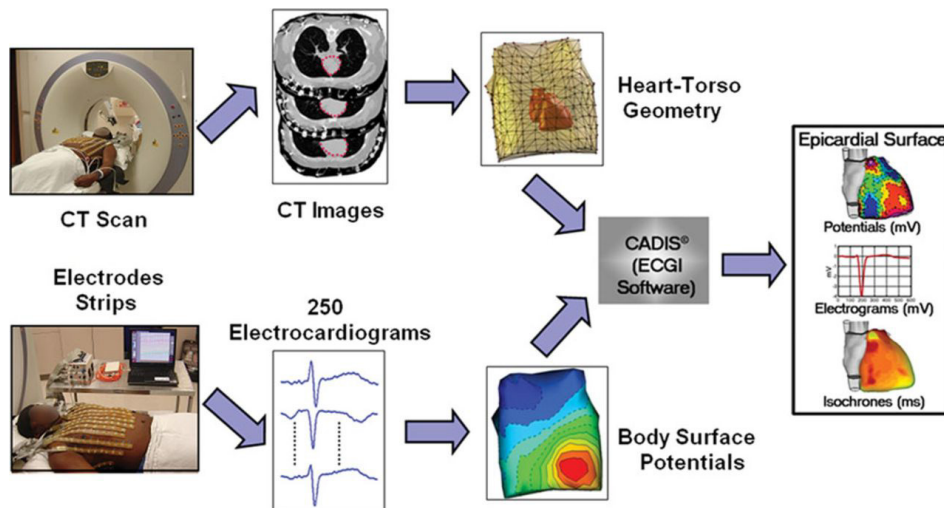 CT Scan
CT Images
Heart-Torso
Geometry
Electrodes
Strips
250
Electrocardiograms
Body Surface
Potentials
CADIS®
(ECGI
Software)
Epicardial Surface
Potentials (mV)
mV
Electrograms (mV)
Isochrones (ms)